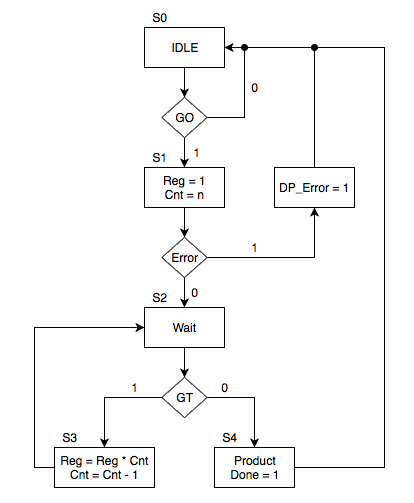 S0
IDLE
0
GO
1
S1
Reg = 1
Cnt = n
DP_Error = 1
Error
1
0
S2
Wait
1
GT
0
S3
Reg = Reg * Cnt
Cnt = Cnt - 1
S4
Product
Done = 1